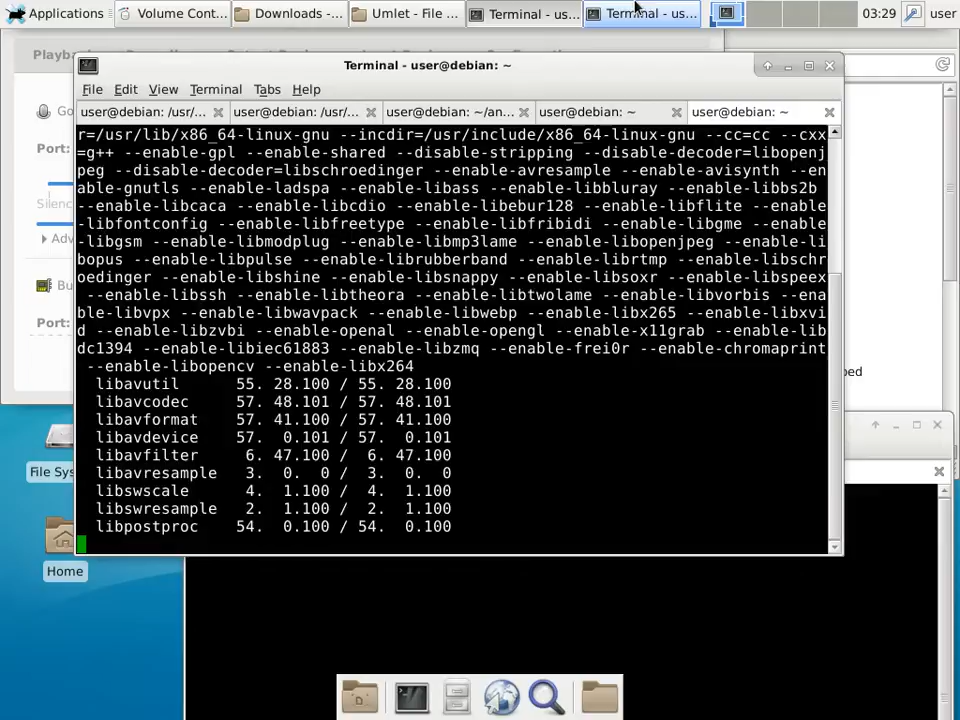 Applications
Volume Cont...
Downloads -...
Umlet - File ...
Terminal - us...
Terminal - us...
03:29
user
Playba
Terminal - user@debian: ~
File Edit View Terminal Tabs Help
user@debian: /usr/...
user@debian: /usr/...
user@debian: ~/an...
user@debian: ~
user@debian: ~
r=/usr/lib/x86_64-linux-gnu --incdir=/usr/include/x86_64-linux-gnu --cc=cc --cxx
=g++ --enable-gpl --enable-shared --disable-stripping --disable-decoder=libopenj
peg --disable-decoder=libschroedinger --enable-avresample --enable-avisynth --en
able-gnutls --enable-ladspa --enable-libass --enable-libbluray --enable-libbs2b
--enable-libcaca --enable-libcdio --enable-libebur128 --enable-libflite --enable
-libfontconfig --enable-libfreetype --enable-libfribidi --enable-libgme --enable
-libgsm --enable-libmodplug --enable-libmp3lame --enable-libopenjpeg --enable-li
bopus --enable-libpulse --enable-librubberband --enable-librtmp --enable-libschr
oedinger --enable-libshine --enable-libsnappy --enable-libsoxr --enable-libspeex
--enable-libssh --enable-libtheora --enable-libtwolame --enable-libvorbis --ena
ble-libvpx --enable-libwavpack --enable-libwebp --enable-libx265 --enable-libxvi
d --enable-libzvbi --enable-openal --enable-opengl --enable-x11grab --enable-lib
dc1394 --enable-libiec61883 --enable-libzmq --enable-frei0r --enable-chromaprint
--enable-libopencv --enable-libx264
libavutil 55. 28.100 / 55. 28.100
libavcodec 57. 48.101 / 57. 48.101
libavformat 57. 41.100 / 57. 41.100
libavdevice 57. 0.101 / 57. 0.101
libavfilter 6. 47.100 / 6. 47.100
libavresample 3. 0. 0 / 3. 0. 0
libswscale 4. 1.100 / 4. 1.100
libswresample 2. 1.100 / 2. 1.100
libpostproc 54. 0.100 / 54. 0.100
Go
Port:
Silenc
Adv
Bu
Port:
ed
File Sys
Home